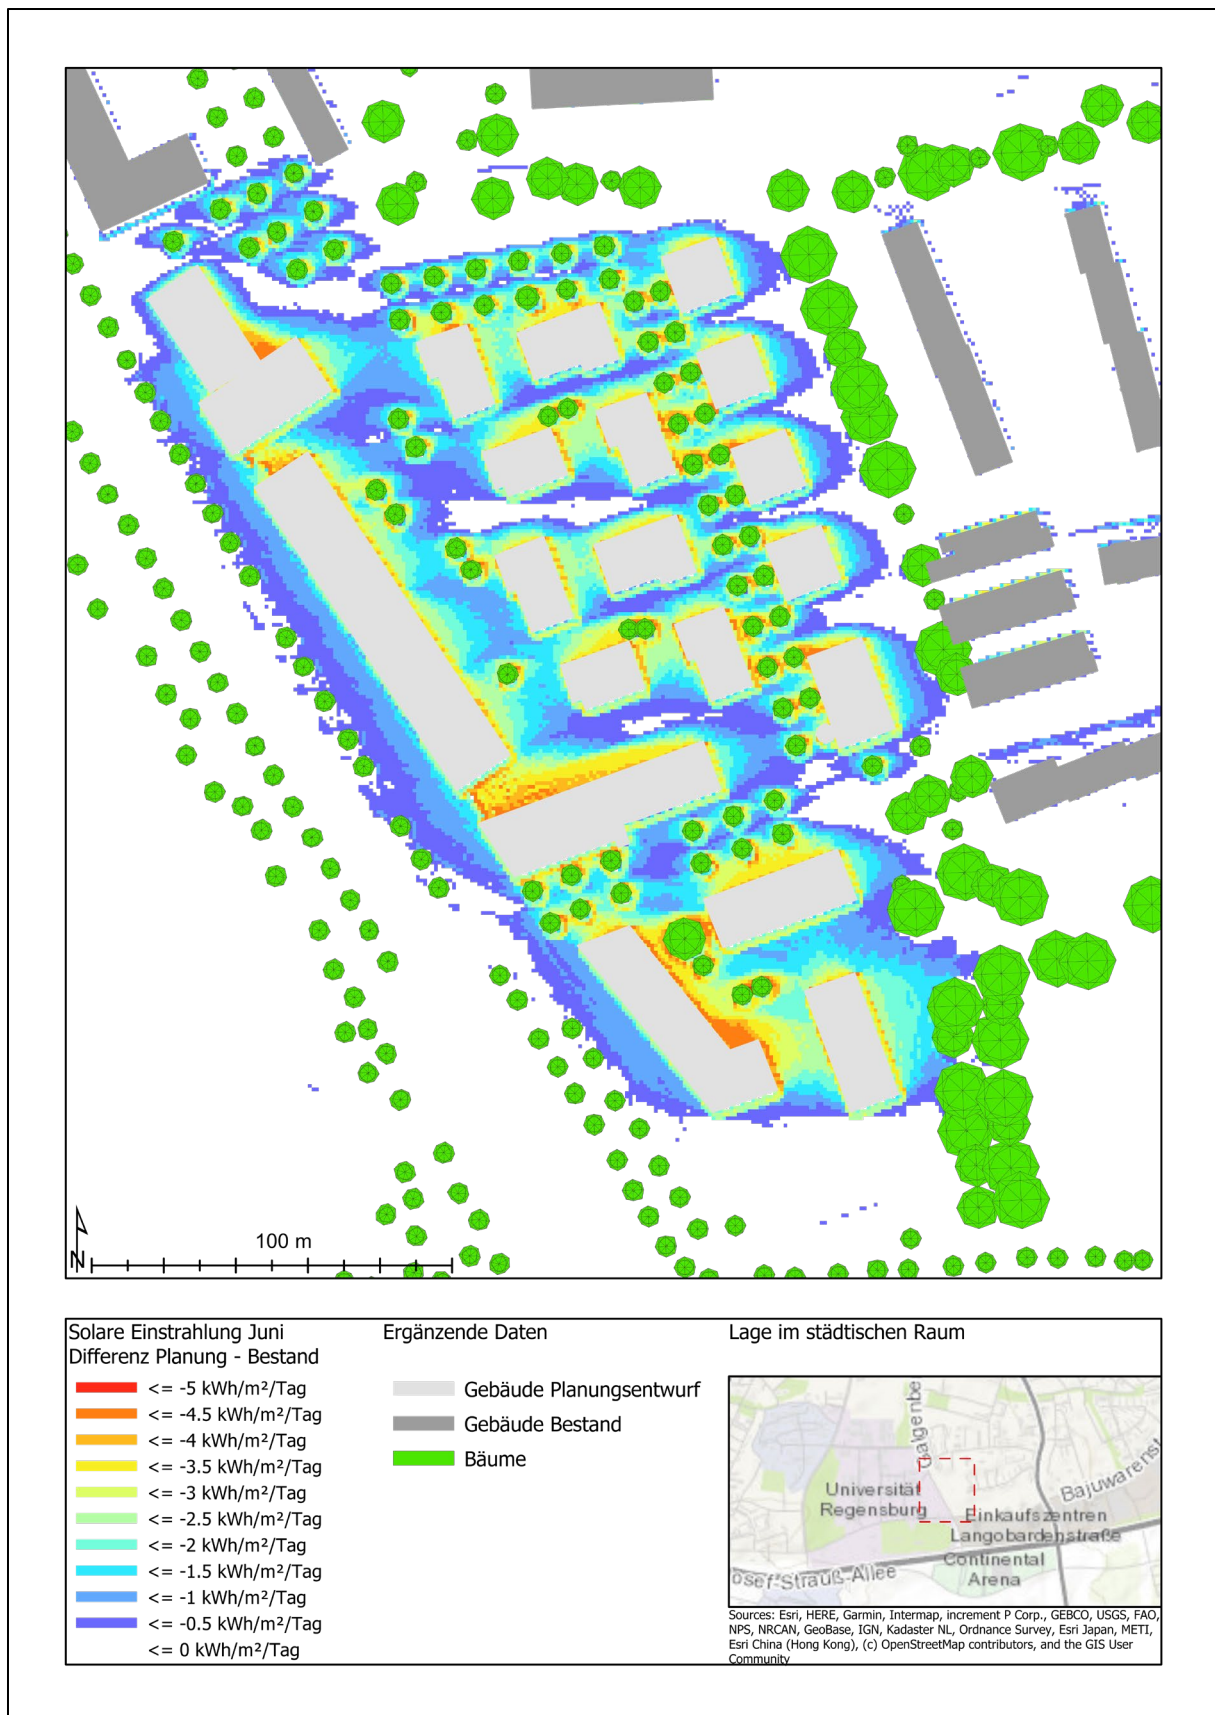 N
100 m
Solare Einstrahlung Juni
Differenz Planung - Bestand
<= -5 kWh/m²/Tag
<= -4.5 kWh/m²/Tag
<= -4 kWh/m²/Tag
<= -3.5 kWh/m²/Tag
<= -3 kWh/m²/Tag
<= -2.5 kWh/m²/Tag
<= -2 kWh/m²/Tag
<= -1.5 kWh/m²/Tag
<= -1 kWh/m²/Tag
<= -0.5 kWh/m²/Tag
<= 0 kWh/m²/Tag
Ergänzende Daten
Gebäude Planungsentwurf
Gebäude Bestand
Bäume
Lage im städtischen Raum
Galgenbe
Universität
Regensburg
Bajuwarenst
Einkaufszentren
Langobardenstraße
Continental
Arena
osef-Strauß-Allee
Sources: Esri, HERE, Garmin, Intermap, increment P Corp., GEBCO, USGS, FAO,
NPS, NRCAN, GeoBase, IGN, Kadaster NL, Ordnance Survey, Esri Japan, METI,
Esri China (Hong Kong), (c) OpenStreetMap contributors, and the GIS User
Community